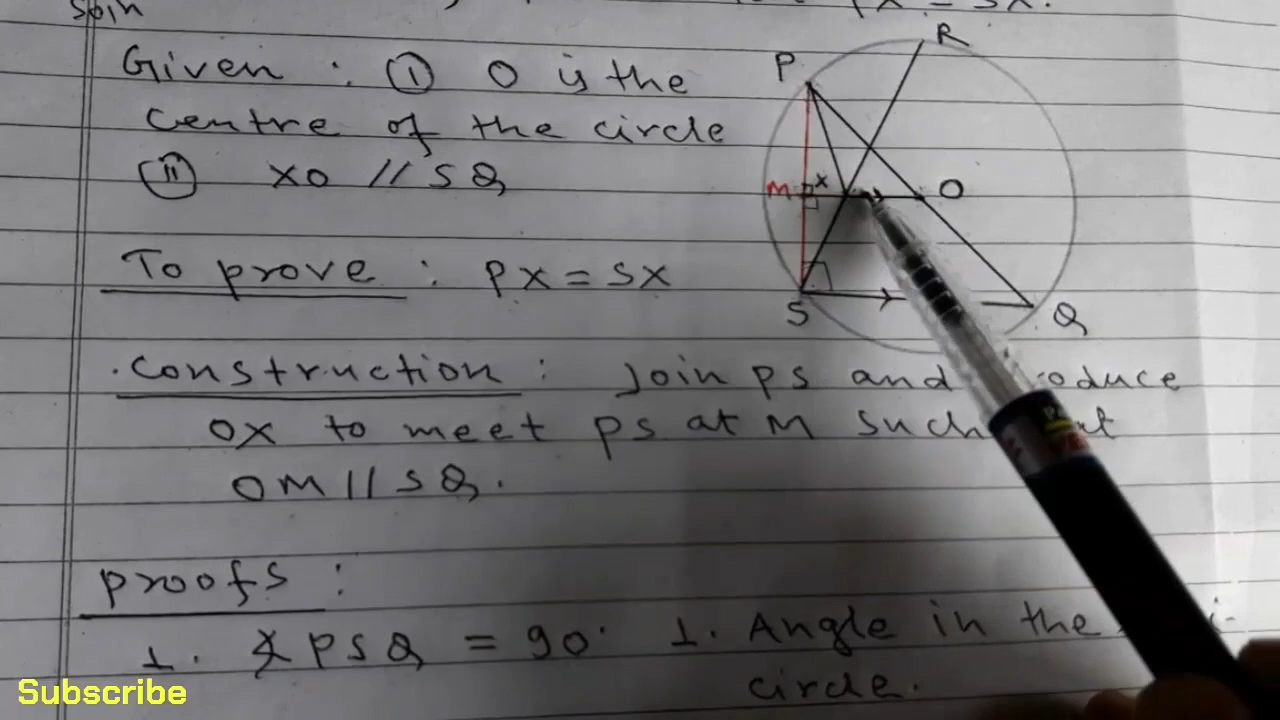 Soln
Given : (i) O is the
centre of the circle
(ii) XO // SQ
To prove : PX = SX
Construction : Join PS and
OX to meet PS at M
OM // SQ.
Proofs :
1. ∡PSQ = 90° 1. Angle in the
circle.
P
R
M
X
O
S
Q
Subscribe